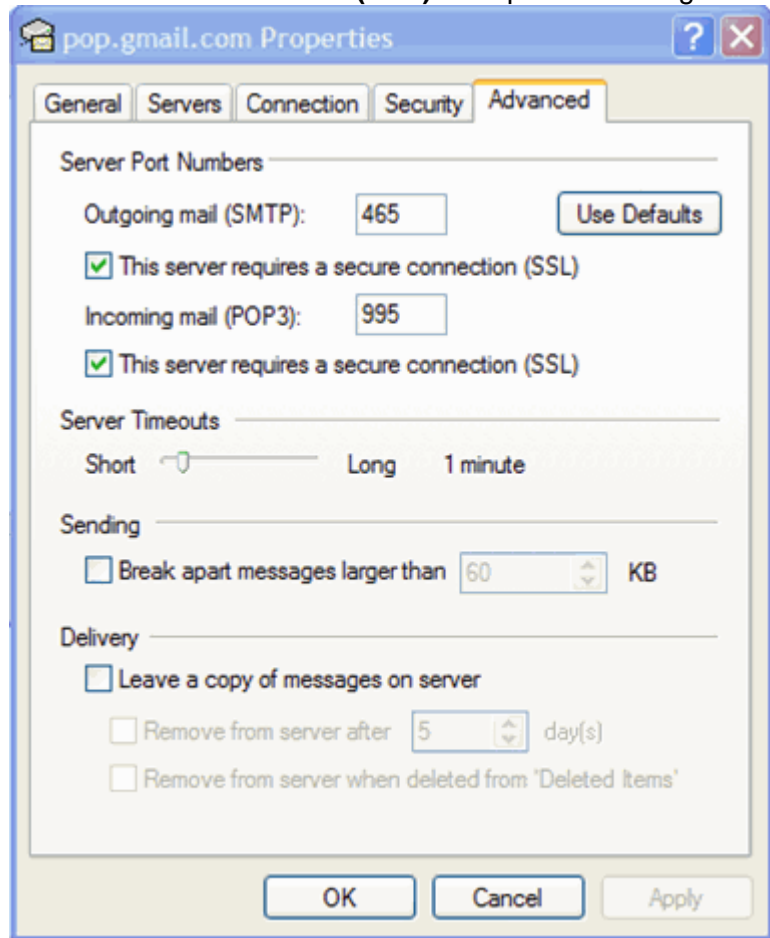 (SSL)
pop.gmail.com Properties
General Servers Connection Security Advanced
Server Port Numbers
Outgoing mail (SMTP): 465 Use Defaults
This server requires a secure connection (SSL)
Incoming mail (POP3): 995
This server requires a secure connection (SSL)
Server Timeouts
Short Long 1 minute
Sending
Break apart messages larger than 60 KB
Delivery
Leave a copy of messages on server
Remove from server after 5 day(s)
Remove from server when deleted from 'Deleted Items'
OK Cancel Apply